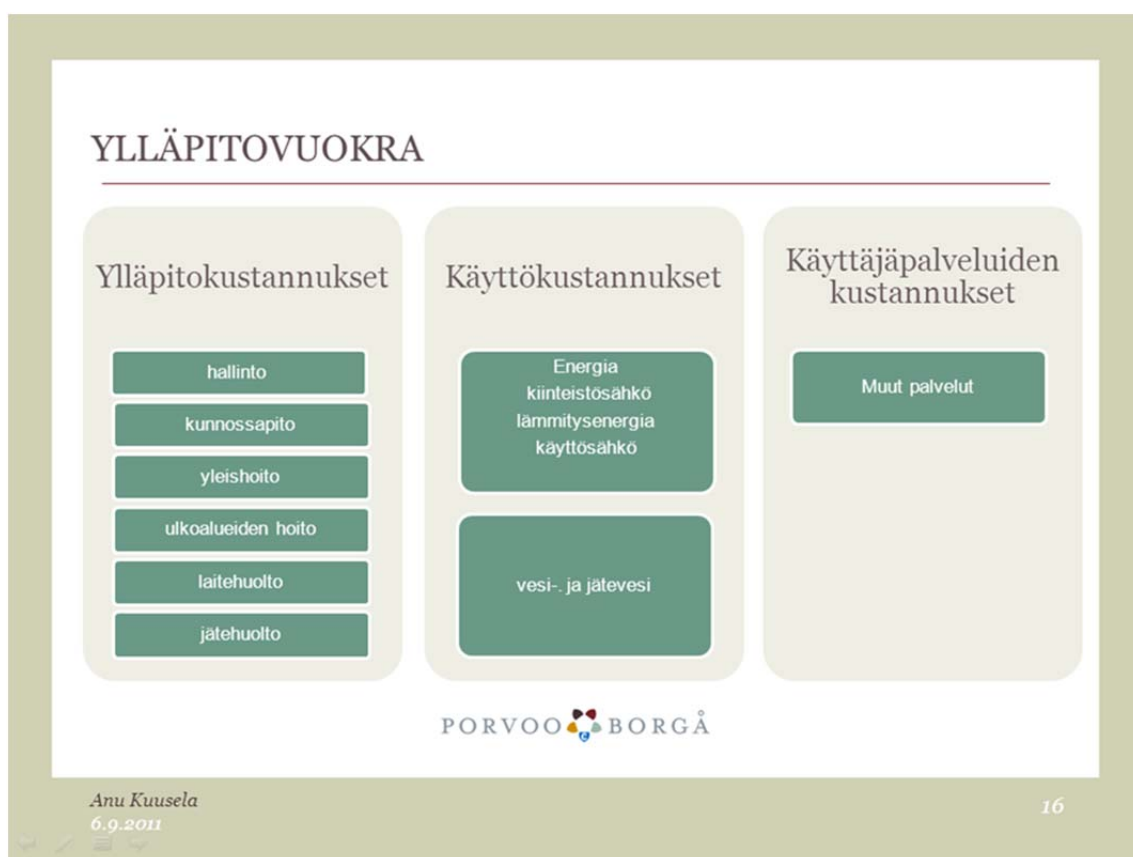 YLLÄPITOVUOKRA
Ylläpitokustannukset
hallinto
kunnossapito
yleishoito
ulkoalueiden hoito
laitehuolto
jätehuolto
Käyttökustannukset
Energia
kiinteistösähkö
lämmitysenergia
käyttösähkö
vesi-. ja jätevesi
Käyttäjäpalveluiden
kustannukset
Muut palvelut
PORVOO BORGÅ
Anu Kuusela
6.9.2011
16